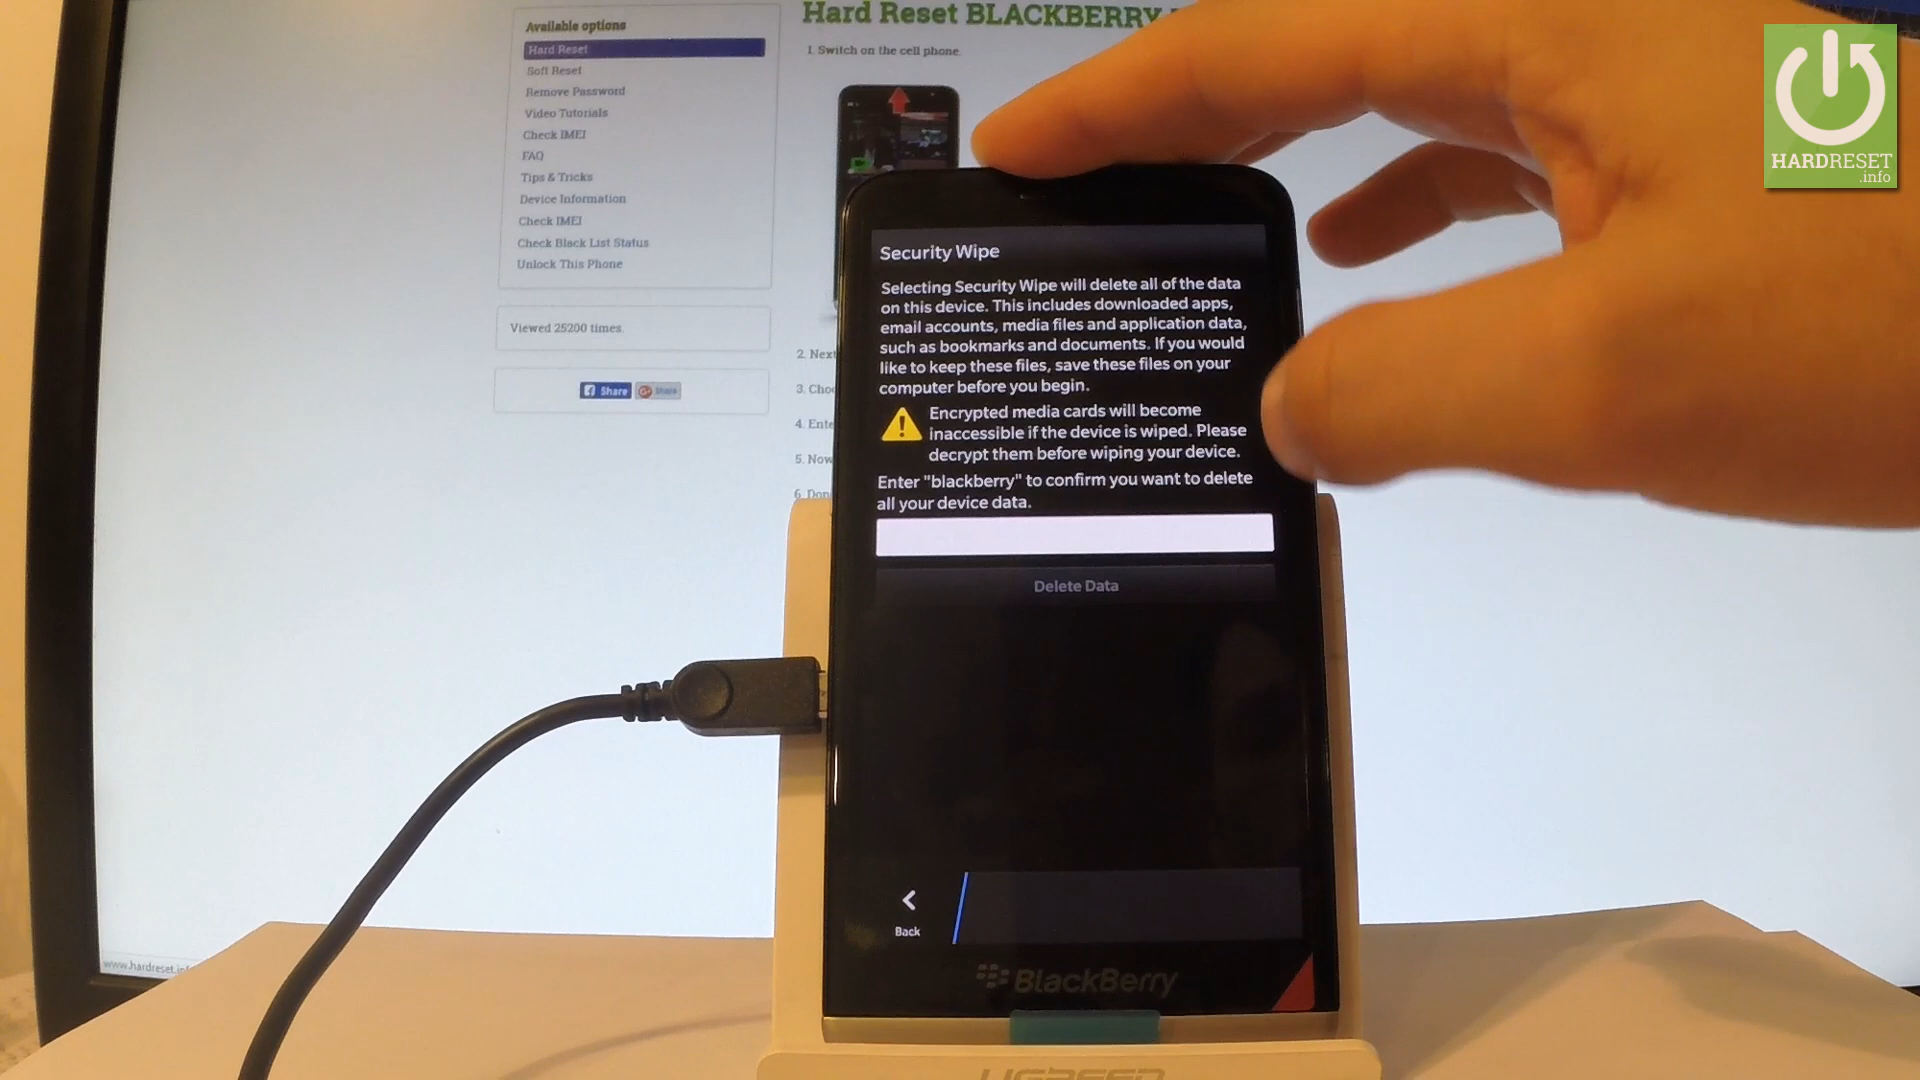 Available options
Hard Reset
Soft Reset
Remove Password
Video Tutorials
Check IMEI
FAQ
Tips & Tricks
Device Information
Check IMEI
Check Black List Status
Unlock This Phone
Viewed 25200 times.
Share
Share
Hard Reset BLACKBERRY
1. Switch on the cell phone.
2. Next
3.
4.
5. Now
6.
HARDRESET
.info
Security Wipe
Selecting Security Wipe will delete all of the data
on this device. This includes downloaded apps,
email accounts, media files and application data,
such as bookmarks and documents. If you would
like to keep these files, save these files on your
computer before you begin.
Encrypted media cards will become
inaccessible if the device is wiped. Please
decrypt them before wiping your device.
Enter "blackberry" to confirm you want to delete
all your device data.
Delete Data
Back
BlackBerry
www.hardreset.inf
UGREEN